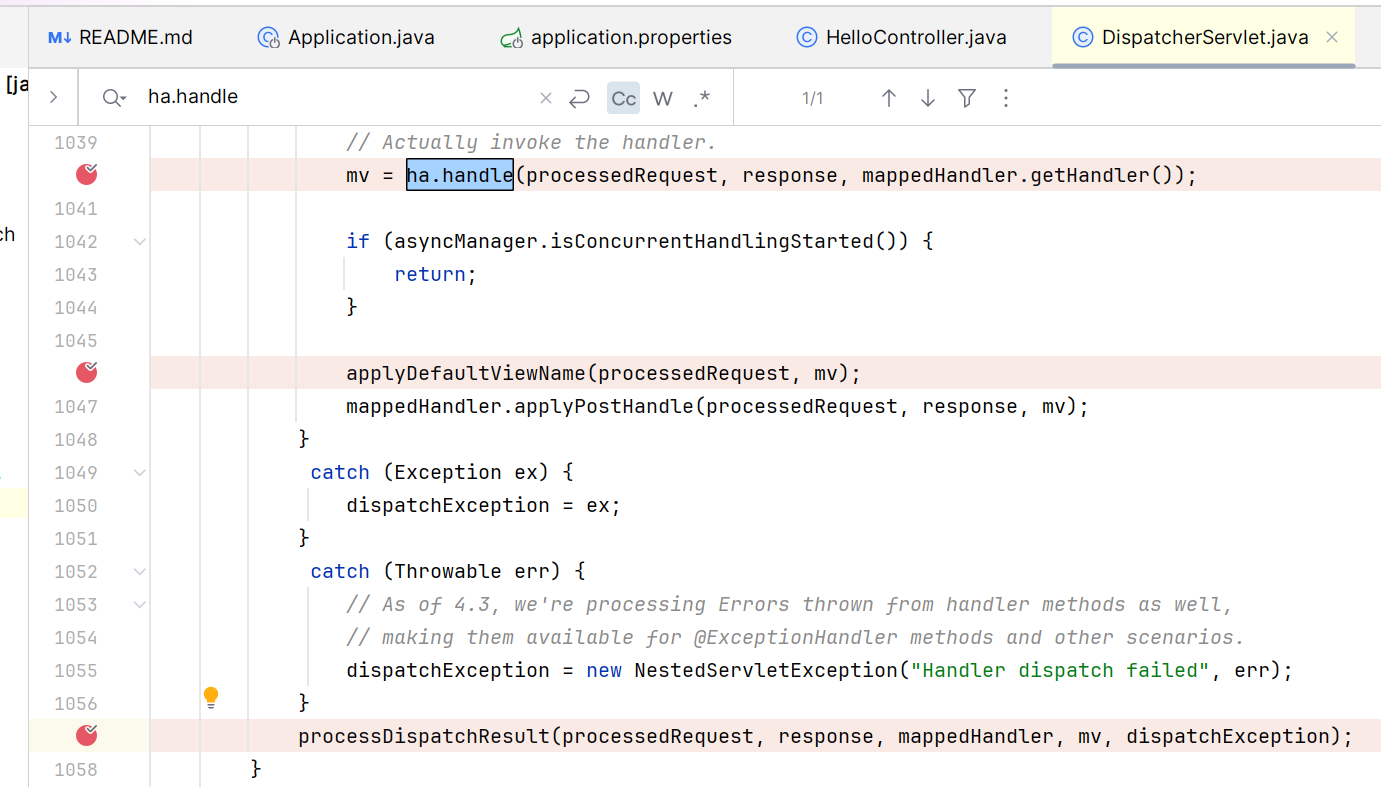 M↓ README.md Application.java application.properties HelloController.java DispatcherServlet.java
[ja ha.handle Cc W .* 1/1
1039 // Actually invoke the handler.
mv = ha.handle(processedRequest, response, mappedHandler.getHandler());
1041
ch
1042 if (asyncManager.isConcurrentHandlingStarted()) {
1043 return;
1044 }
1045
applyDefaultViewName(processedRequest, mv);
1047 mappedHandler.applyPostHandle(processedRequest, response, mv);
1048 }
1049 catch (Exception ex) {
1050 dispatchException = ex;
1051 }
1052 catch (Throwable err) {
1053 // As of 4.3, we're processing Errors thrown from handler methods as well,
1054 // making them available for @ExceptionHandler methods and other scenarios.
1055 dispatchException = new NestedServletException("Handler dispatch failed", err);
1056 }
processDispatchResult(processedRequest, response, mappedHandler, mv, dispatchException);
1058 }